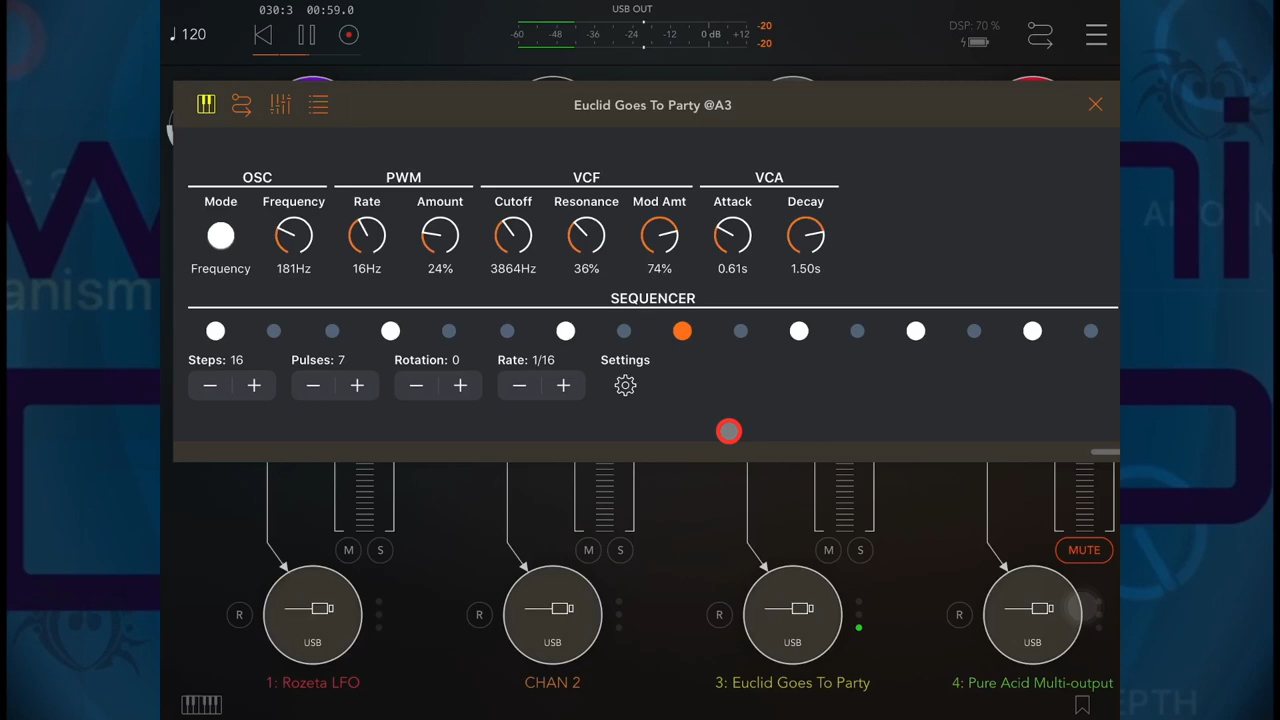 030:3 00:59.0
USB OUT
120
-60 -48 -36 -24 -12 0 dB +12
-20
-20
DSP: 70 %
Euclid Goes To Party @A3
OSC PWM VCF VCA
Mode Frequency Rate Amount Cutoff Resonance Mod Amt Attack Decay
Frequency 181Hz 16Hz 24% 3864Hz 36% 74% 0.61s 1.50s
SEQUENCER
Steps: 16 Pulses: 7 Rotation: 0 Rate: 1/16 Settings
− + − + − + − +
M S M S M S MUTE
R R R R
USB USB USB USB
1: Rozeta LFO CHAN 2 3: Euclid Goes To Party 4: Pure Acid Multi-output
anism
EPTH